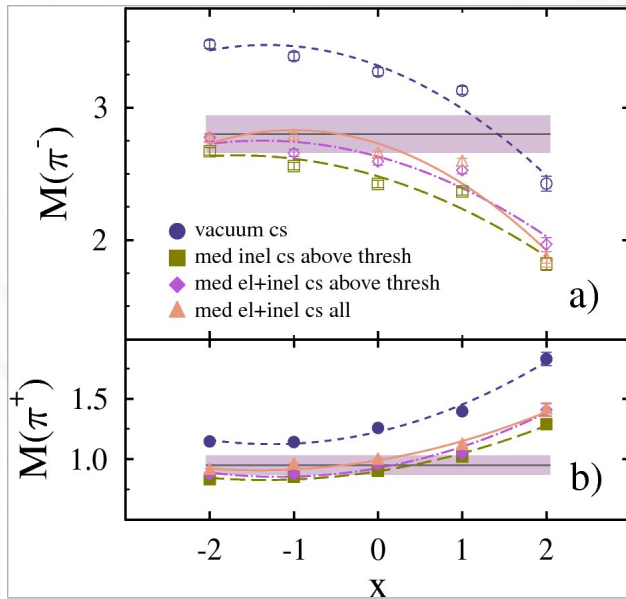 M(π⁻)
3
2
vacuum cs
med inel cs above thresh
med el+inel cs above thresh
med el+inel cs all
a)
M(π⁺)
1.5
1.0
b)
-2 -1 0 1 2
x